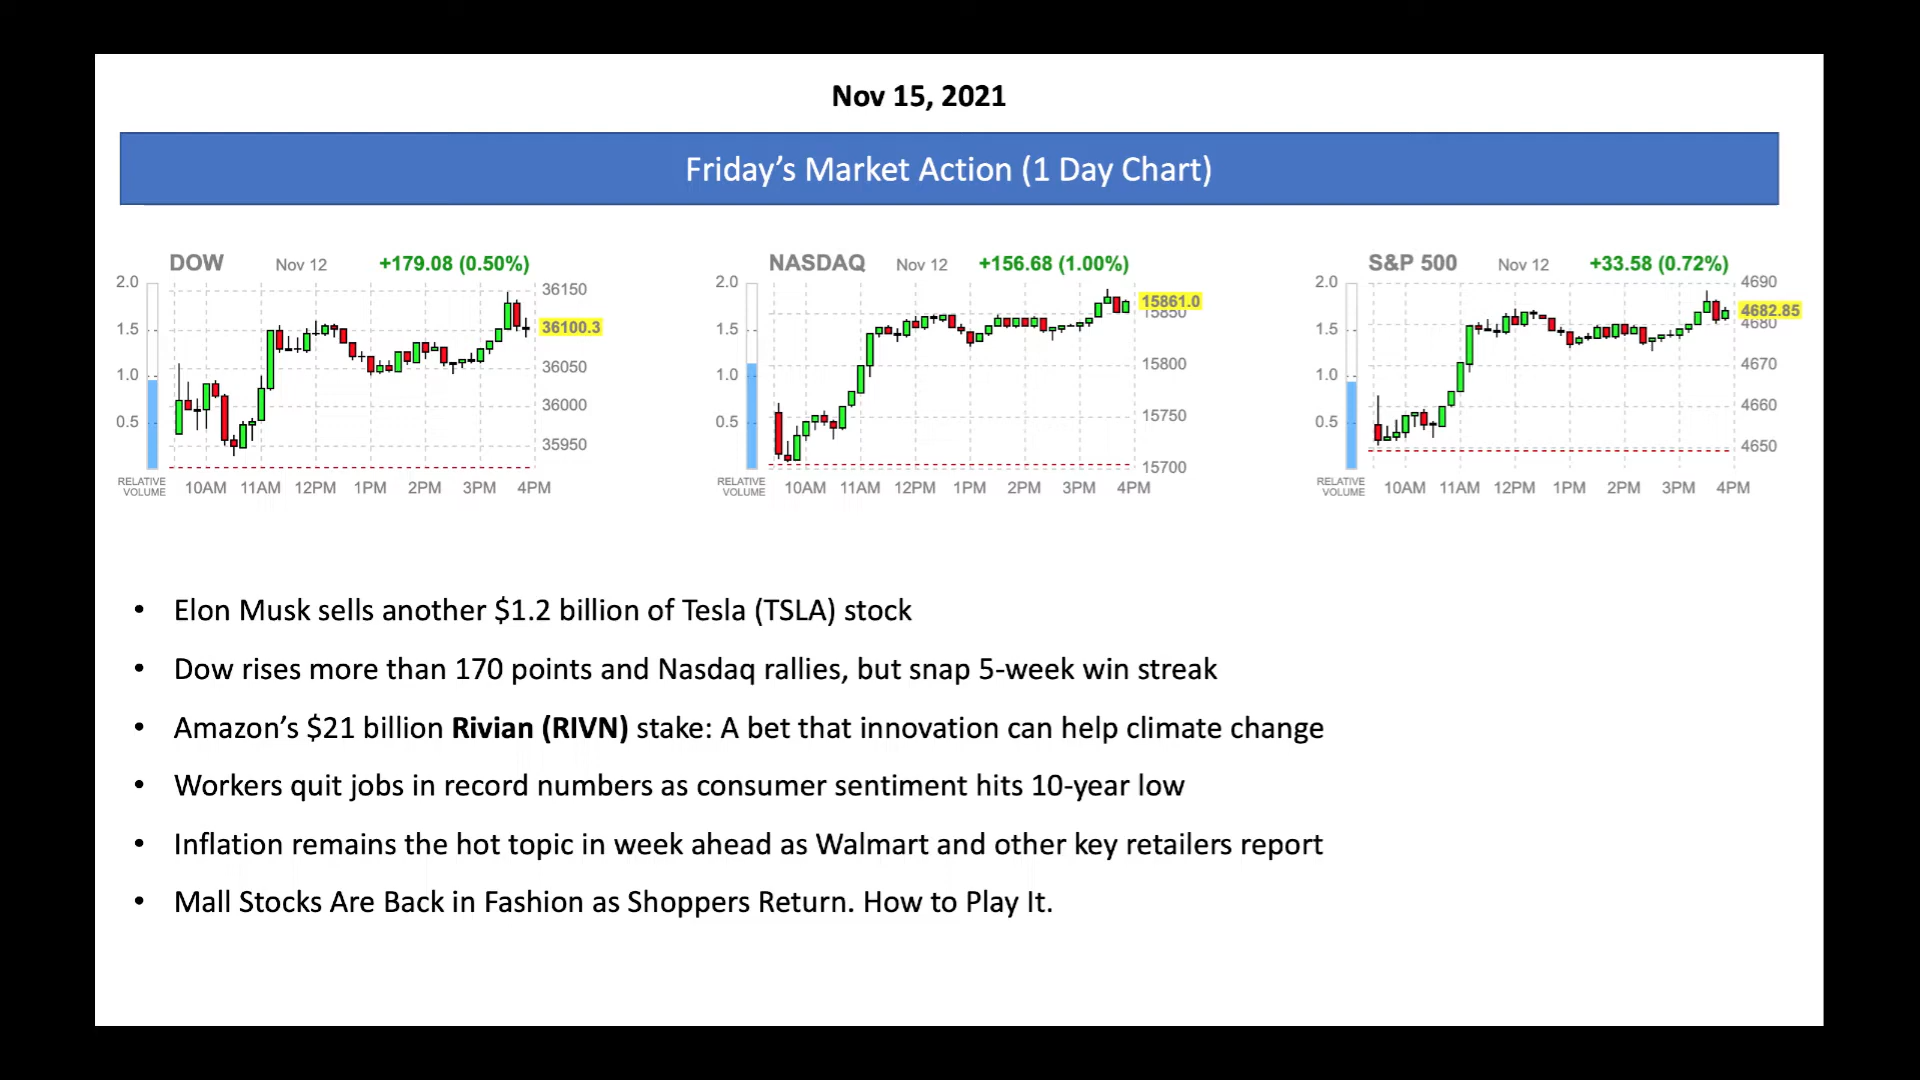 Nov 15, 2021
Friday’s Market Action (1 Day Chart)
DOW Nov 12 +179.08 (0.50%)
2.0
1.5
1.0
0.5
36150
36100.3
36050
36000
35950
RELATIVE
VOLUME
10AM 11AM 12PM 1PM 2PM 3PM 4PM
NASDAQ Nov 12 +156.68 (1.00%)
2.0
1.5
1.0
0.5
15861.0
15850
15800
15750
15700
RELATIVE
VOLUME
10AM 11AM 12PM 1PM 2PM 3PM 4PM
S&P 500 Nov 12 +33.58 (0.72%)
2.0
1.5
1.0
0.5
4690
4682.85
4680
4670
4660
4650
RELATIVE
VOLUME
10AM 11AM 12PM 1PM 2PM 3PM 4PM
• Elon Musk sells another $1.2 billion of Tesla (TSLA) stock
• Dow rises more than 170 points and Nasdaq rallies, but snap 5-week win streak
• Amazon’s $21 billion Rivian (RIVN) stake: A bet that innovation can help climate change
• Workers quit jobs in record numbers as consumer sentiment hits 10-year low
• Inflation remains the hot topic in week ahead as Walmart and other key retailers report
• Mall Stocks Are Back in Fashion as Shoppers Return. How to Play It.